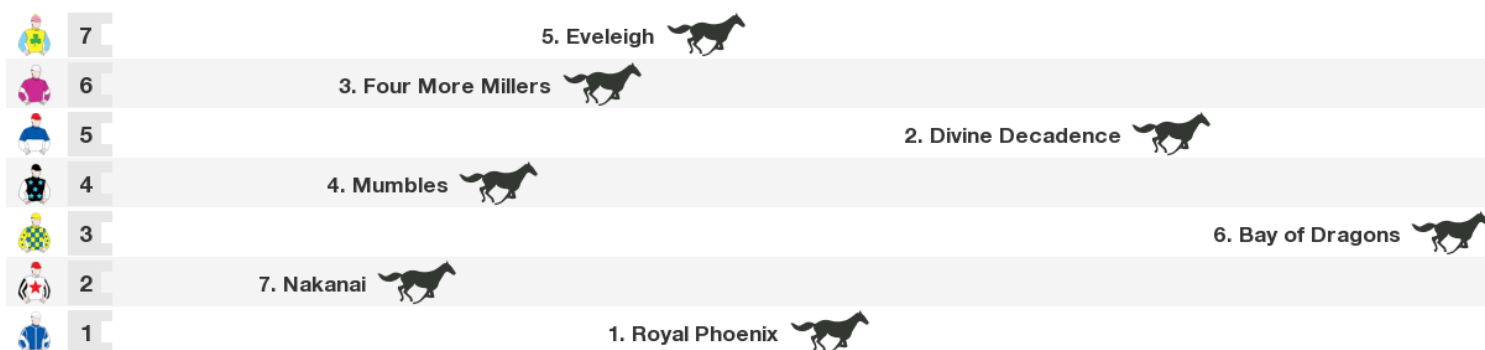 7 5. Eveleigh
6 3. Four More Millers
5 2. Divine Decadence
4 4. Mumbles
3 6. Bay of Dragons
2 7. Nakanai
1 1. Royal Phoenix